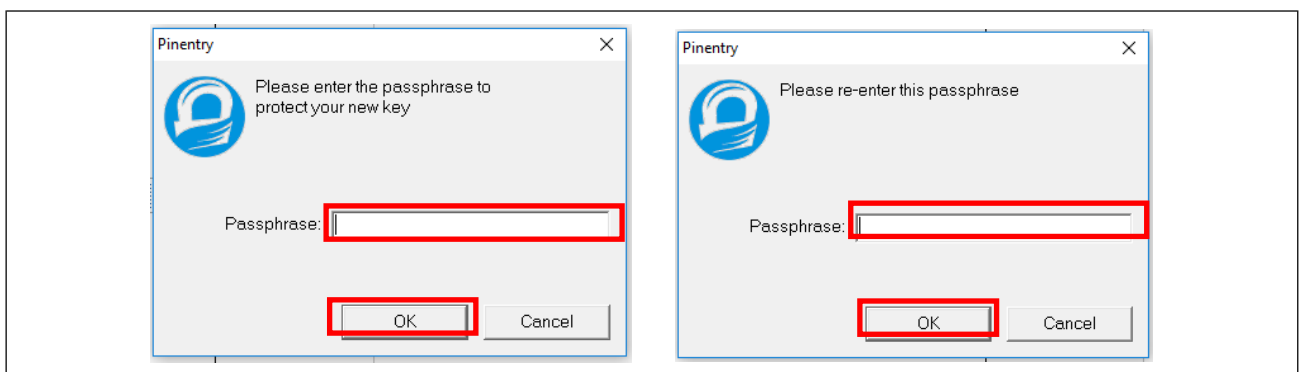 Pinentry
Please enter the passphrase to
protect your new key
Passphrase:
OK Cancel
Pinentry
Please re-enter this passphrase
Passphrase:
OK Cancel